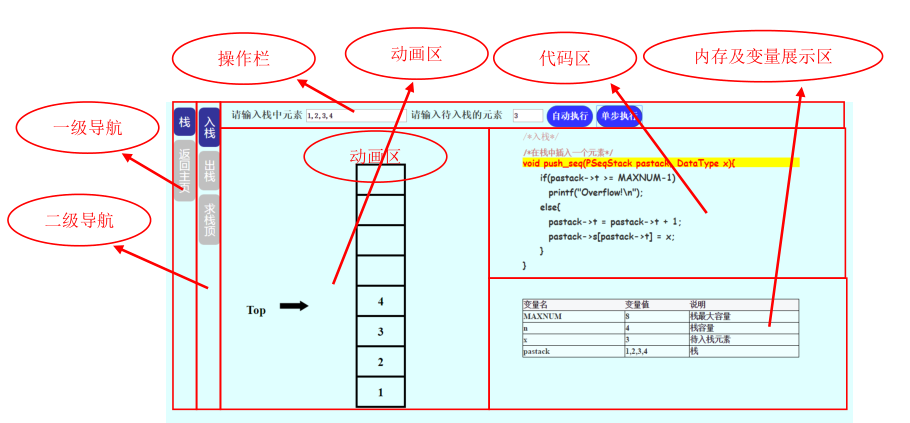 操作栏
动画区
代码区
内存及变量展示区
一级导航
二级导航
栈
返回主页
入栈
出栈
求栈顶
请输入栈中元素 1,2,3,4 请输入待入栈的元素 3 自动执行 单步执行
动画区
Top
4
3
2
1
/*入栈*/
/*在栈中插入一个元素*/
void push_seq(PSeqStack pastack, DataType x){
if(pastack->t >= MAXNUM-1)
printf("Overflow!\n");
else{
pastack->t = pastack->t + 1;
pastack->s[pastack->t] = x;
}
}
变量名 变量值 说明
MAXNUM 8 栈最大容量
n 4 栈容量
x 3 待入栈元素
pastack 1,2,3,4 栈